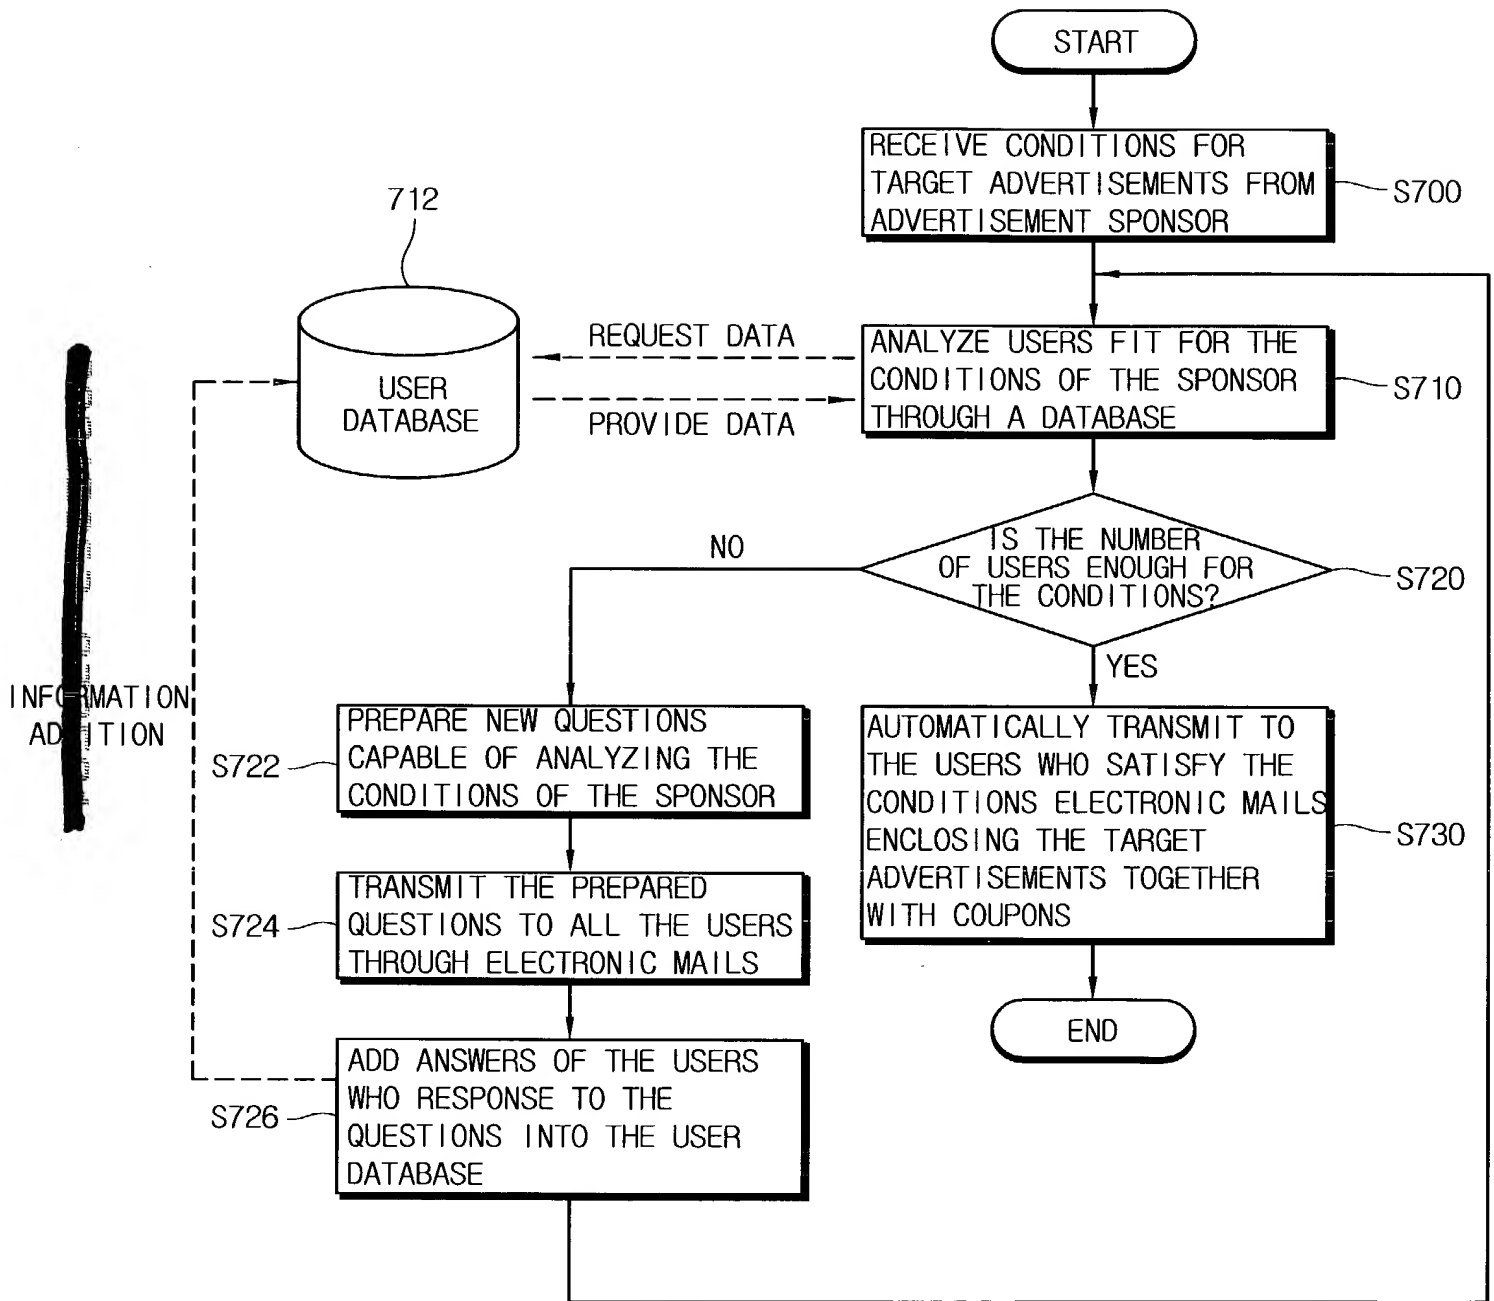 START
RECEIVE CONDITIONS FOR
TARGET ADVERTISEMENTS FROM
ADVERTISEMENT SPONSOR
S700
712
USER
DATABASE
REQUEST DATA
PROVIDE DATA
ANALYZE USERS FIT FOR THE
CONDITIONS OF THE SPONSOR
THROUGH A DATABASE
S710
IS THE NUMBER
OF USERS ENOUGH FOR
THE CONDITIONS?
S720
NO
YES
INFORMATION
ADDITION
PREPARE NEW QUESTIONS
CAPABLE OF ANALYZING THE
CONDITIONS OF THE SPONSOR
S722
TRANSMIT THE PREPARED
QUESTIONS TO ALL THE USERS
THROUGH ELECTRONIC MAILS
S724
ADD ANSWERS OF THE USERS
WHO RESPONSE TO THE
QUESTIONS INTO THE USER
DATABASE
S726
AUTOMATICALLY TRANSMIT TO
THE USERS WHO SATISFY THE
CONDITIONS ELECTRONIC MAILS
ENCLOSING THE TARGET
ADVERTISEMENTS TOGETHER
WITH COUPONS
S730
END